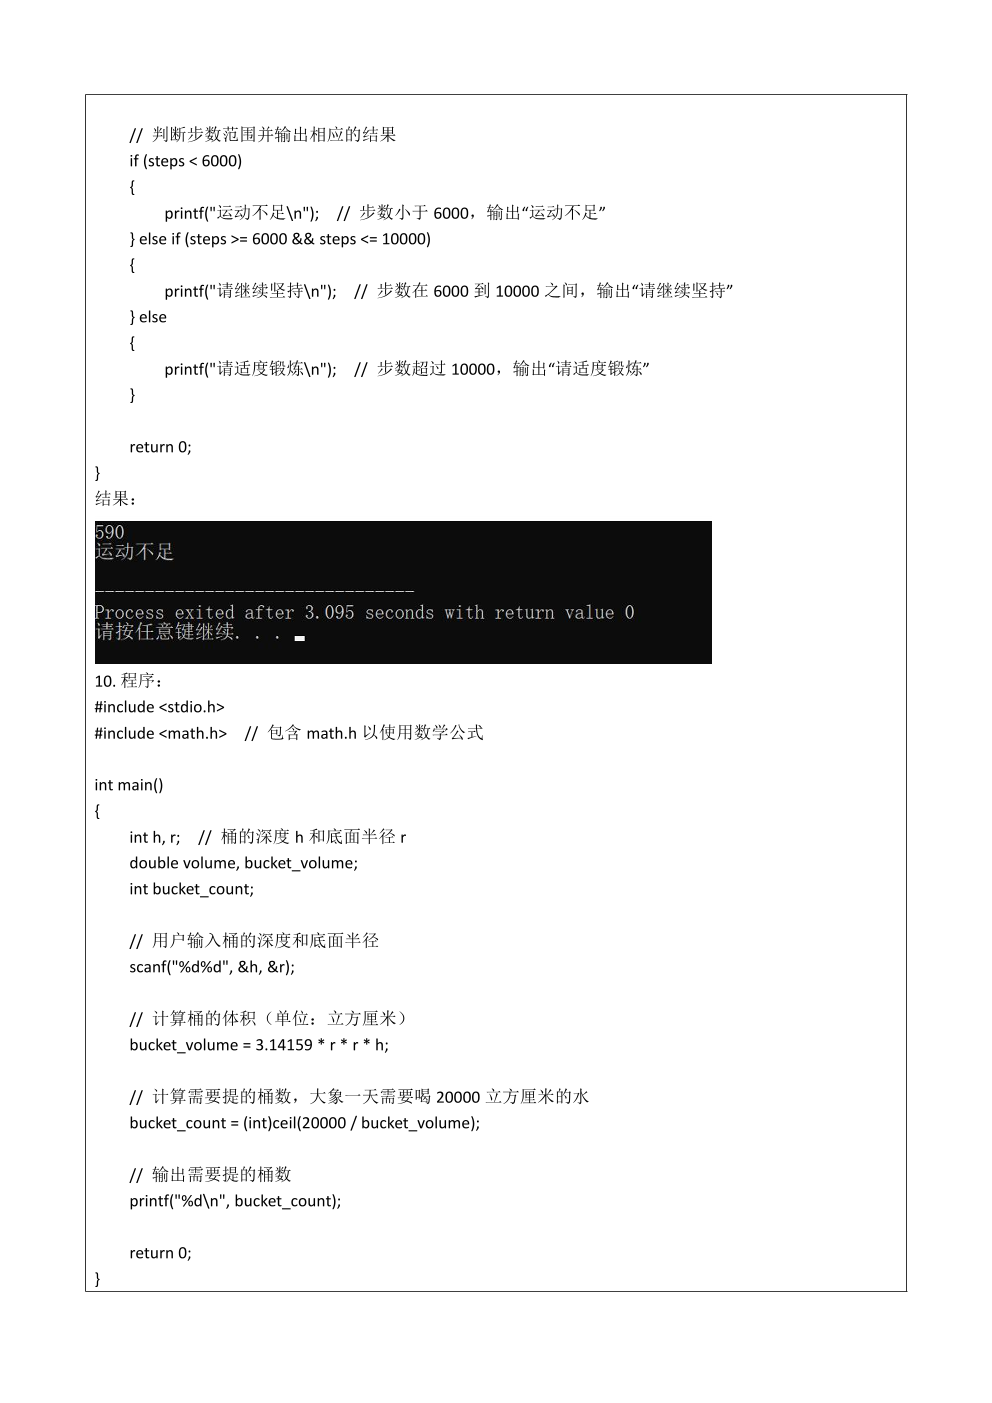 // 判断步数范围并输出相应的结果
if (steps < 6000)
{
printf("运动不足\n"); // 步数小于 6000，输出“运动不足”
} else if (steps >= 6000 && steps <= 10000)
{
printf("请继续坚持\n"); // 步数在 6000 到 10000 之间，输出“请继续坚持”
} else
{
printf("请适度锻炼\n"); // 步数超过 10000，输出“请适度锻炼”
}
return 0;
}
结果：
590
运动不足
--------------------------------
Process exited after 3.095 seconds with return value 0
请按任意键继续. . .
10. 程序：
#include <stdio.h>
#include <math.h> // 包含 math.h 以使用数学公式
int main()
{
int h, r; // 桶的深度 h 和底面半径 r
double volume, bucket_volume;
int bucket_count;
// 用户输入桶的深度和底面半径
scanf("%d%d", &h, &r);
// 计算桶的体积（单位：立方厘米）
bucket_volume = 3.14159 * r * r * h;
// 计算需要提的桶数，大象一天需要喝 20000 立方厘米的水
bucket_count = (int)ceil(20000 / bucket_volume);
// 输出需要提的桶数
printf("%d\n", bucket_count);
return 0;
}